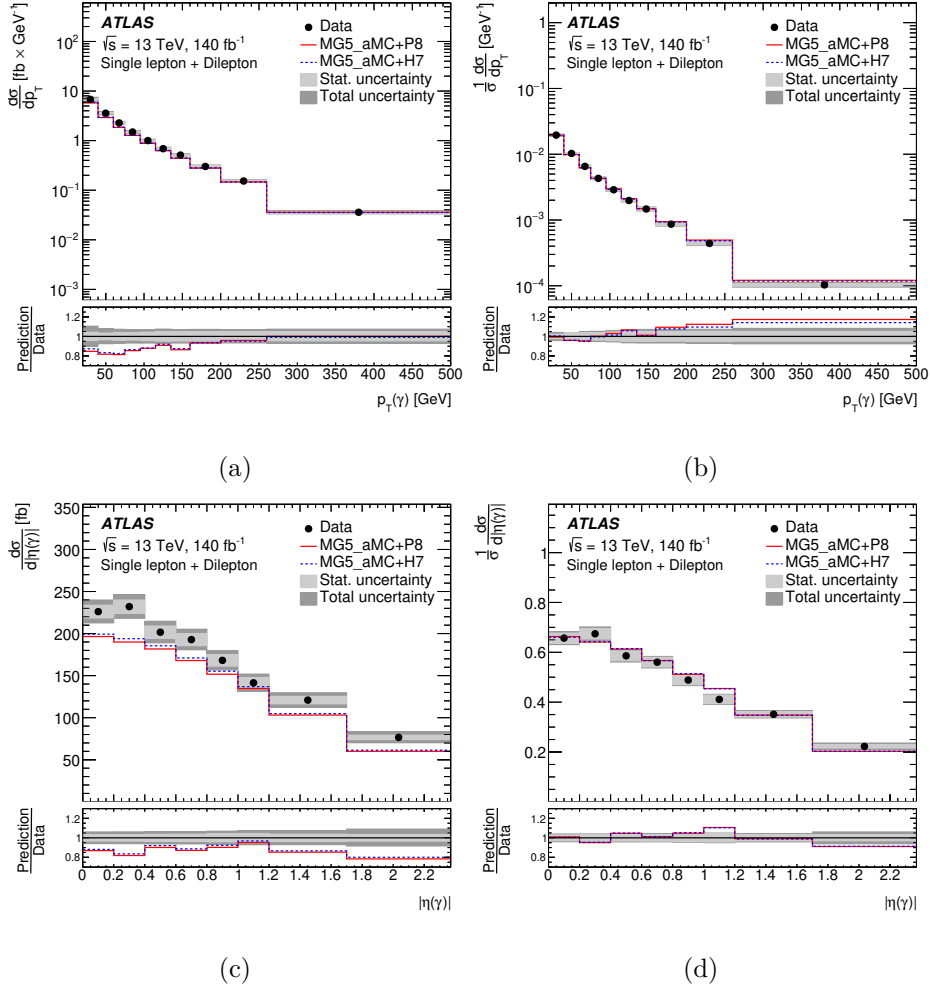 ATLAS
√s = 13 TeV, 140 fb⁻¹
Single lepton + Dilepton
Data
MG5_aMC+P8
MG5_aMC+H7
Stat. uncertainty
Total uncertainty
dσ/dp_T [fb × GeV⁻¹]
10²
10
1
10⁻¹
10⁻²
10⁻³
Prediction/Data
1.2
1
0.8
50 100 150 200 250 300 350 400 450 500
p_T(γ) [GeV]
(a)
ATLAS
√s = 13 TeV, 140 fb⁻¹
Single lepton + Dilepton
Data
MG5_aMC+P8
MG5_aMC+H7
Stat. uncertainty
Total uncertainty
1/σ dσ/dp_T [GeV⁻¹]
1
10⁻¹
10⁻²
10⁻³
10⁻⁴
Prediction/Data
1.2
1
0.8
50 100 150 200 250 300 350 400 450 500
p_T(γ) [GeV]
(b)
ATLAS
√s = 13 TeV, 140 fb⁻¹
Single lepton + Dilepton
Data
MG5_aMC+P8
MG5_aMC+H7
Stat. uncertainty
Total uncertainty
dσ/d|η(γ)| [fb]
350
300
250
200
150
100
50
Prediction/Data
1.2
1
0.8
0 0.2 0.4 0.6 0.8 1 1.2 1.4 1.6 1.8 2 2.2
|η(γ)|
(c)
ATLAS
√s = 13 TeV, 140 fb⁻¹
Single lepton + Dilepton
Data
MG5_aMC+P8
MG5_aMC+H7
Stat. uncertainty
Total uncertainty
1/σ dσ/d|η(γ)|
1
0.8
0.6
0.4
0.2
Prediction/Data
1.2
1
0.8
0 0.2 0.4 0.6 0.8 1 1.2 1.4 1.6 1.8 2 2.2
|η(γ)|
(d)